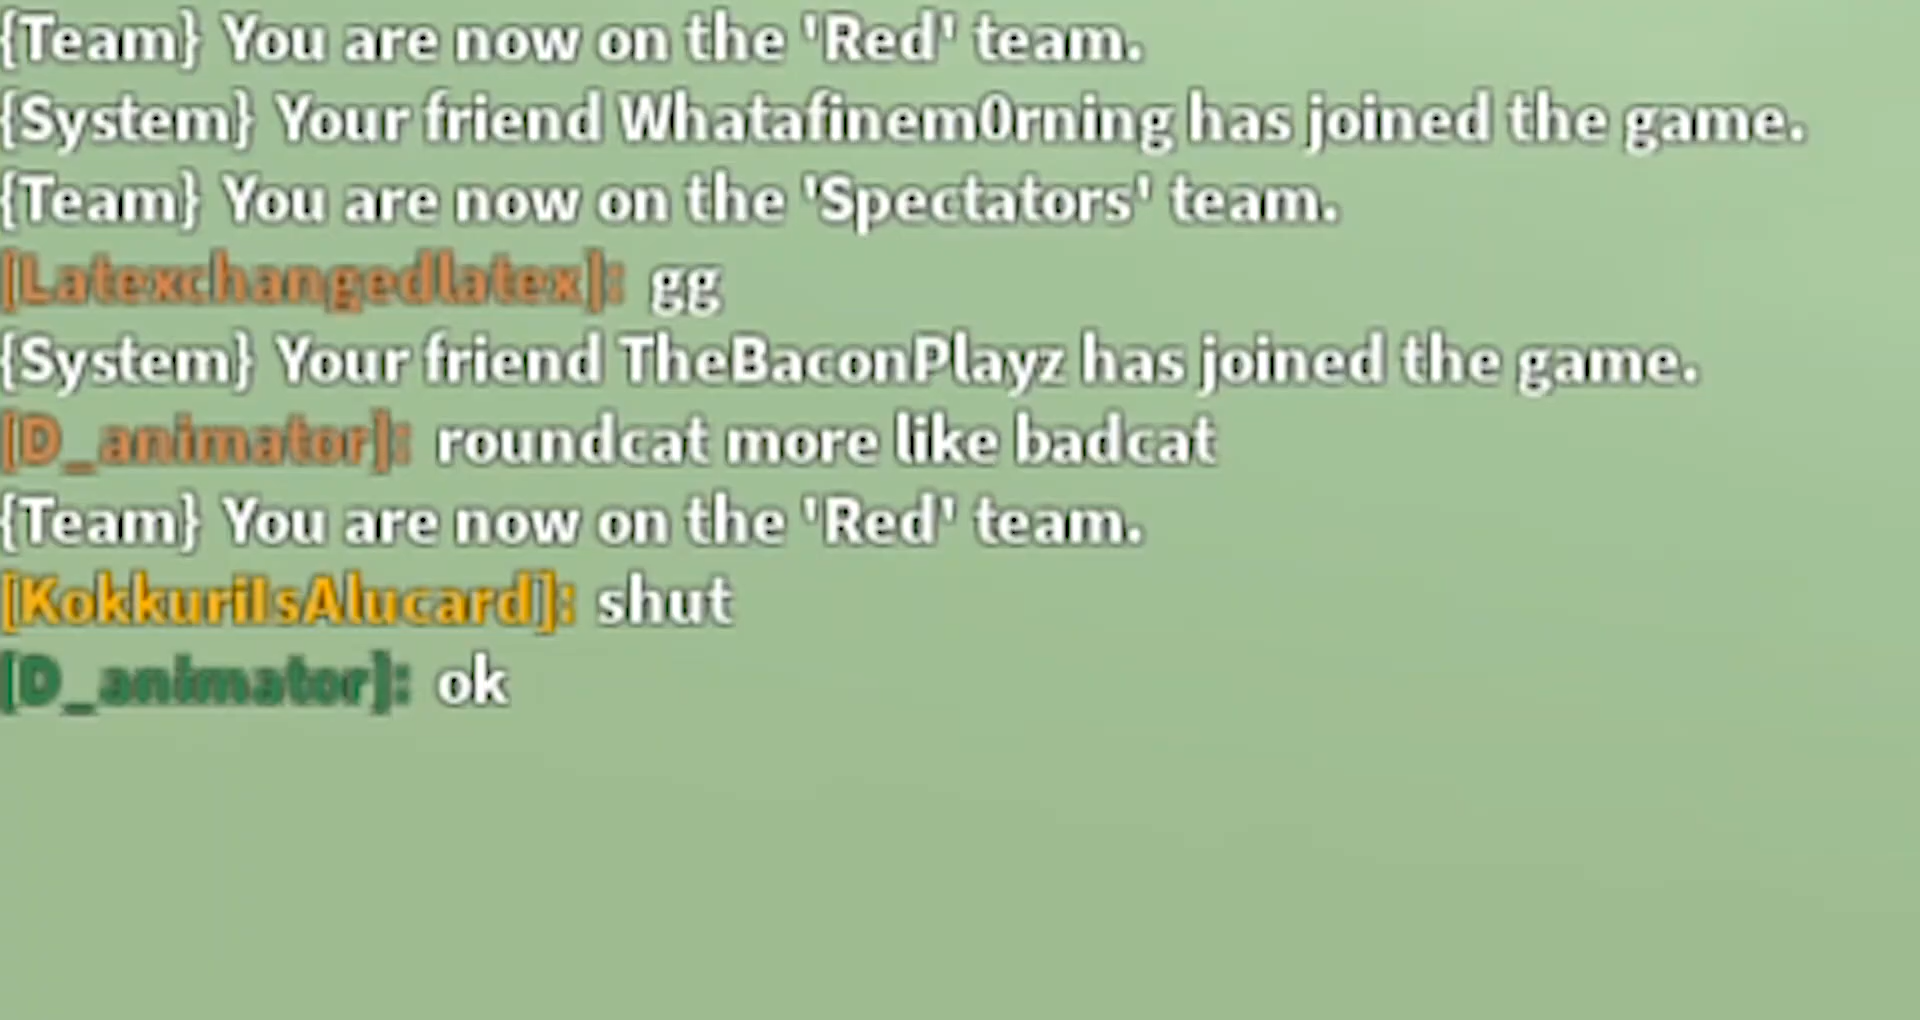 {Team} You are now on the 'Red' team.
{System} Your friend Whatafinem0rning has joined the game.
{Team} You are now on the 'Spectators' team.
[Latexchangedlatex]: gg
{System} Your friend TheBaconPlayz has joined the game.
[D_animator]: roundcat more like badcat
{Team} You are now on the 'Red' team.
[KokkuriIsAlucard]: shut
[D_animator]: ok